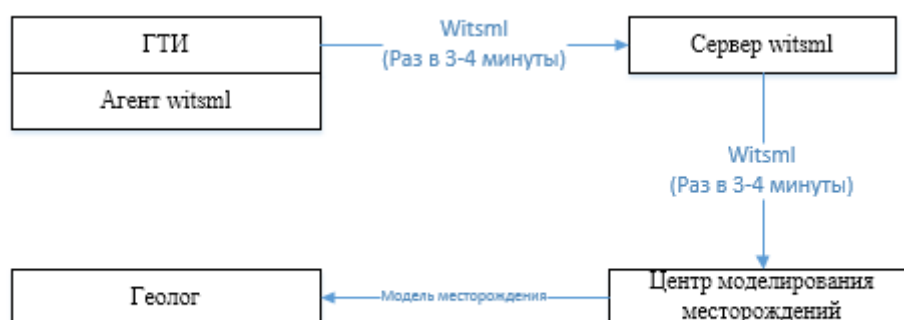 ГТИ
Агент witsml
Witsml
(Раз в 3-4 минуты)
Сервер witsml
Witsml
(Раз в 3-4 минуты)
Центр моделирования
месторождений
Модель месторождения
Геолог